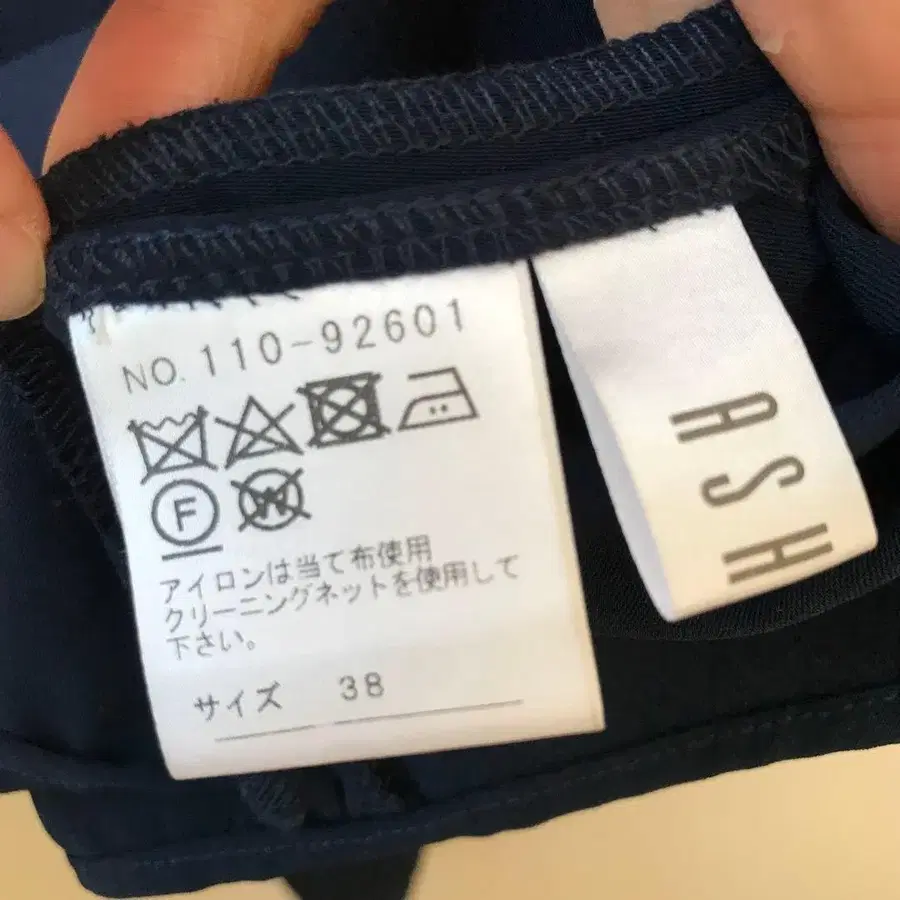 NO. 110-92601
F
W
アイロンは当て布使用
クリーニングネットを使用して
下さい。
サイズ 38
ASH